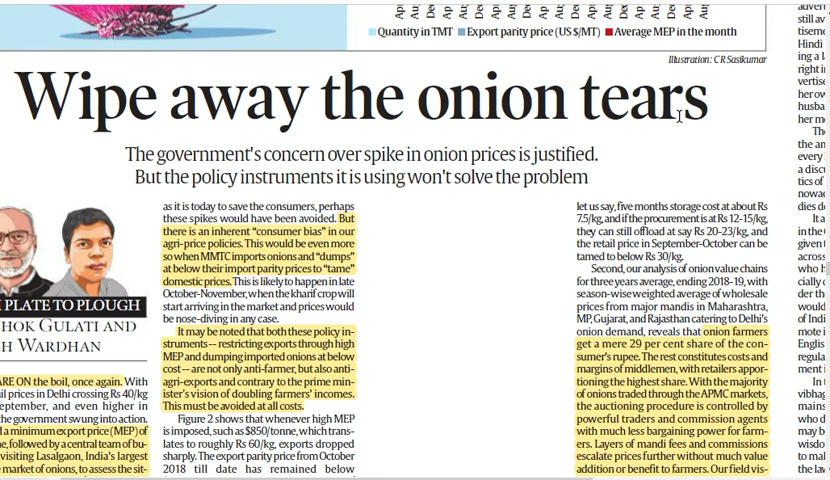 Quantity in TMT Export parity price (US $/MT) Average MEP in the month
Illustration: C R Sasikumar
Wipe away the onion tears
The government's concern over spike in onion prices is justified.
But the policy instruments it is using won't solve the problem
PLATE TO PLOUGH
HOK GULATI AND
H WARDHAN
ARE ON the boil, once again. With
il prices in Delhi crossing Rs 40/kg
eptember, and even higher in
the government swung into action.
d a minimum export price (MEP) of
ne, followed by a central team of bu-
visiting Lasalgaon, India's largest
market of onions, to assess the sit-
as it is today to save the consumers, perhaps
these spikes would have been avoided. But
there is an inherent “consumer bias” in our
agri-price policies. This would be even more
so when MMTC imports onions and “dumps”
at below their import parity prices to “tame”
domestic prices. This is likely to happen in late
October-November, when the kharif crop will
start arriving in the market and prices would
be nose-diving in any case.
It may be noted that both these policy in-
struments -- restricting exports through high
MEP and dumping imported onions at below
cost -- are not only anti-farmer, but also anti-
agri-exports and contrary to the prime min-
ister's vision of doubling farmers' incomes.
This must be avoided at all costs.
Figure 2 shows that whenever high MEP
is imposed, such as $850/tonne, which trans-
lates to roughly Rs 60/kg, exports dropped
sharply. The export parity price from October
2018 till date has remained below
let us say, five months storage cost at about Rs
7.5/kg, and if the procurement is at Rs 12-15/kg,
they can still offload at say Rs 20-23/kg, and
the retail price in September-October can be
tamed to below Rs 30/kg.
Second, our analysis of onion value chains
for three years average, ending 2018-19, with
season-wise weighted average of wholesale
prices from major mandis in Maharashtra,
MP, Gujarat, and Rajasthan catering to Delhi's
onion demand, reveals that onion farmers
get a mere 29 per cent share of the con-
sumer's rupee. The rest constitutes costs and
margins of middlemen, with retailers appor-
tioning the highest share. With the majority
of onions traded through the APMC markets,
the auctioning procedure is controlled by
powerful traders and commission agents
with much less bargaining power for farm-
ers. Layers of mandi fees and commissions
escalate prices further without much value
addition or benefit to farmers. Our field vis-